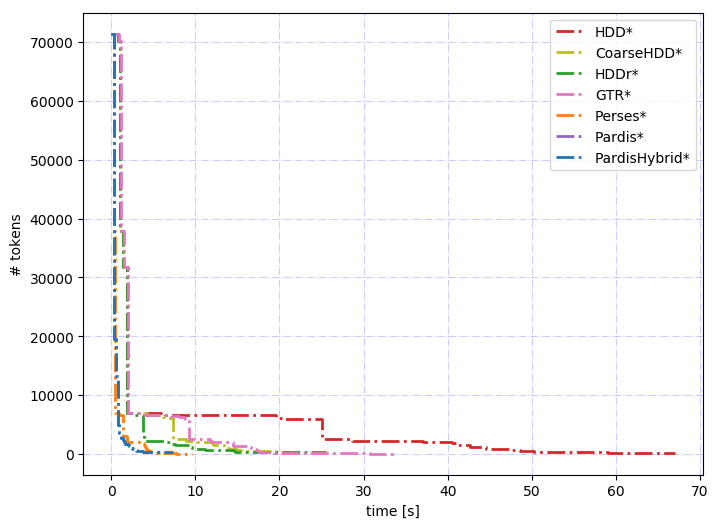 HDD*
CoarseHDD*
HDDr*
GTR*
Perses*
Pardis*
PardisHybrid*
# tokens
70000
60000
50000
40000
30000
20000
10000
0
0 10 20 30 40 50 60 70
time [s]